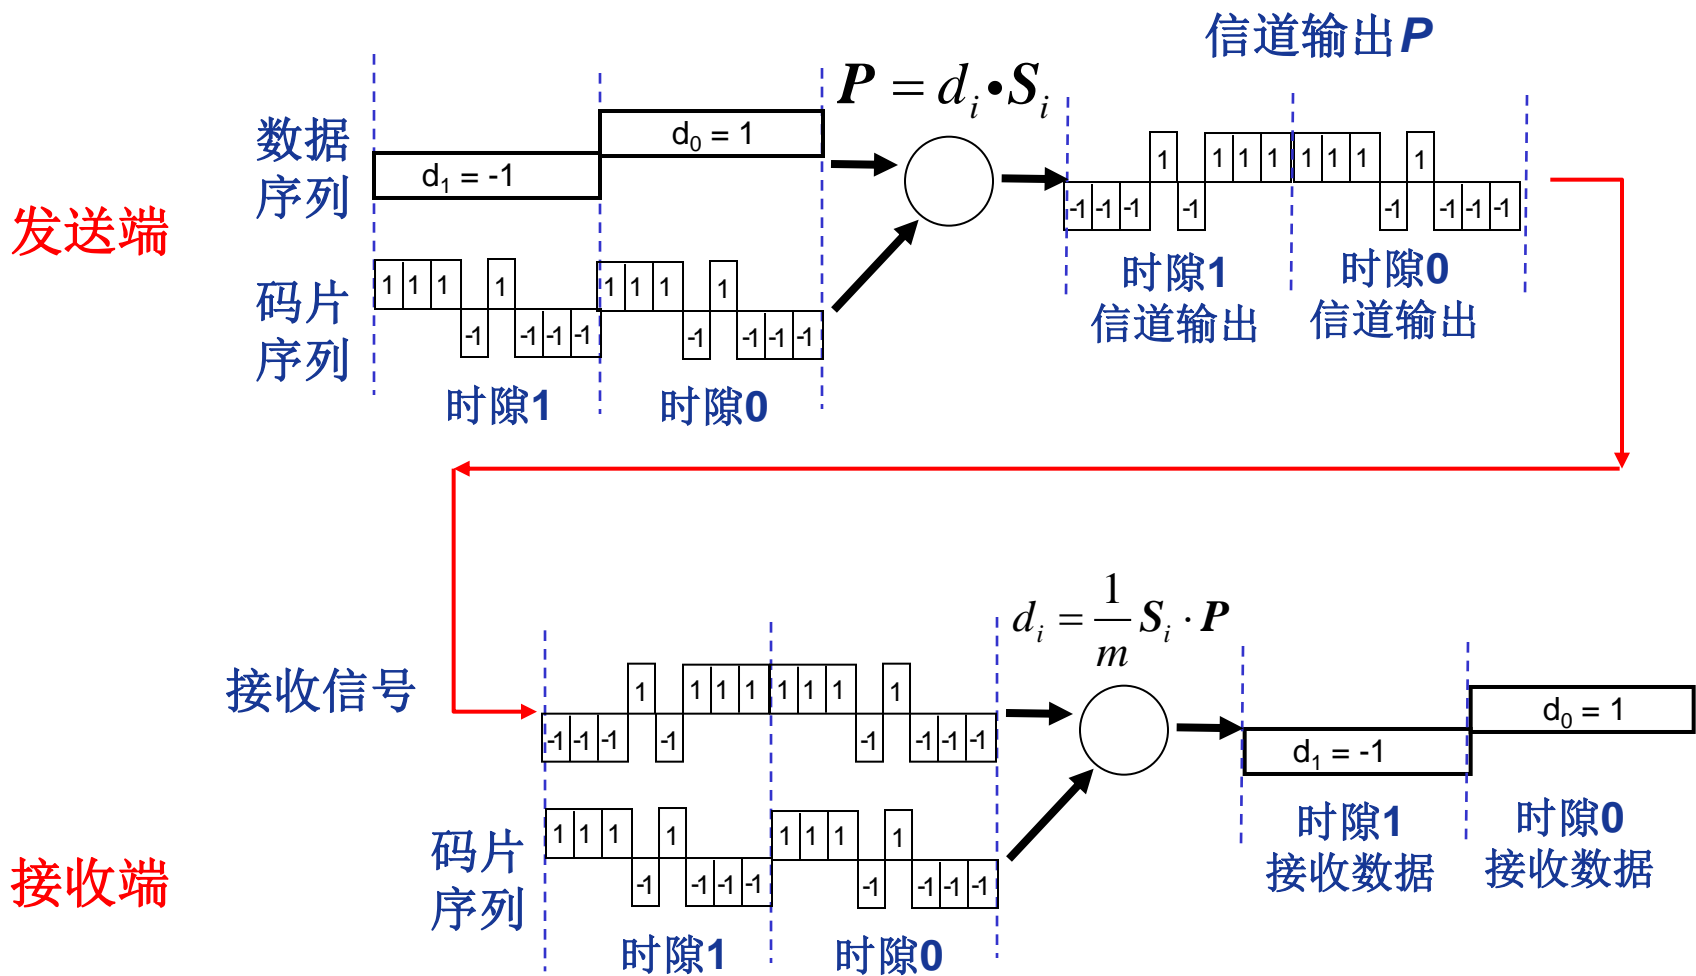 信道输出P
P = d_i • S_i
数据
序列
d₁ = -1
d₀ = 1
发送端
码片
序列
1 1 1 -1 1 -1 -1 -1
1 1 1 -1 1 -1 -1 -1
时隙1
时隙0
-1 -1 -1 1 -1 1 1 1
1 1 1 -1 1 -1 -1 -1
时隙1
信道输出
时隙0
信道输出
d_i = 1/m S_i · P
接收信号
-1 -1 -1 1 -1 1 1 1
1 1 1 -1 1 -1 -1 -1
接收端
码片
序列
1 1 1 -1 1 -1 -1 -1
1 1 1 -1 1 -1 -1 -1
时隙1
时隙0
d₁ = -1
d₀ = 1
时隙1
接收数据
时隙0
接收数据